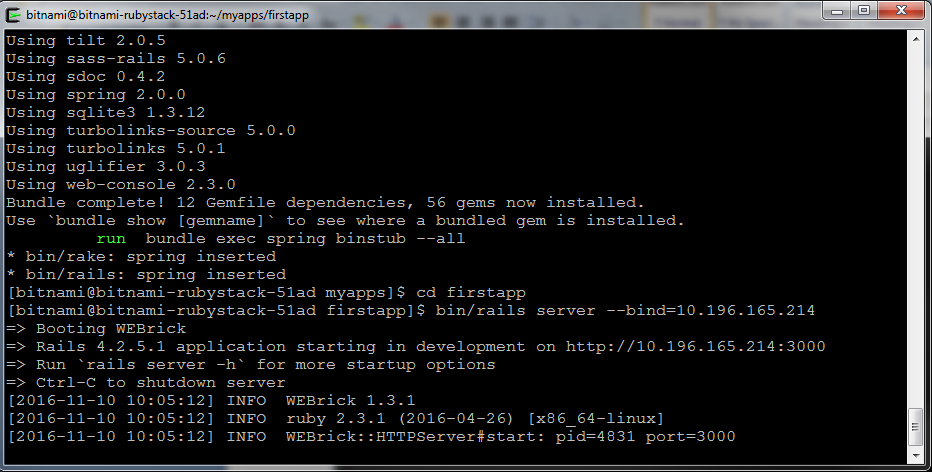 bitnami@bitnami-rubystack-51ad:~/myapps/firstapp
Using tilt 2.0.5
Using sass-rails 5.0.6
Using sdoc 0.4.2
Using spring 2.0.0
Using sqlite3 1.3.12
Using turbolinks-source 5.0.0
Using turbolinks 5.0.1
Using uglifier 3.0.3
Using web-console 2.3.0
Bundle complete! 12 Gemfile dependencies, 56 gems now installed.
Use `bundle show [gemname]` to see where a bundled gem is installed.
         run  bundle exec spring binstub --all
* bin/rake: spring inserted
* bin/rails: spring inserted
[bitnami@bitnami-rubystack-51ad myapps]$ cd firstapp
[bitnami@bitnami-rubystack-51ad firstapp]$ bin/rails server --bind=10.196.165.214
=> Booting WEBrick
=> Rails 4.2.5.1 application starting in development on http://10.196.165.214:3000
=> Run `rails server -h` for more startup options
=> Ctrl-C to shutdown server
[2016-11-10 10:05:12] INFO  WEBrick 1.3.1
[2016-11-10 10:05:12] INFO  ruby 2.3.1 (2016-04-26) [x86_64-linux]
[2016-11-10 10:05:12] INFO  WEBrick::HTTPServer#start: pid=4831 port=3000